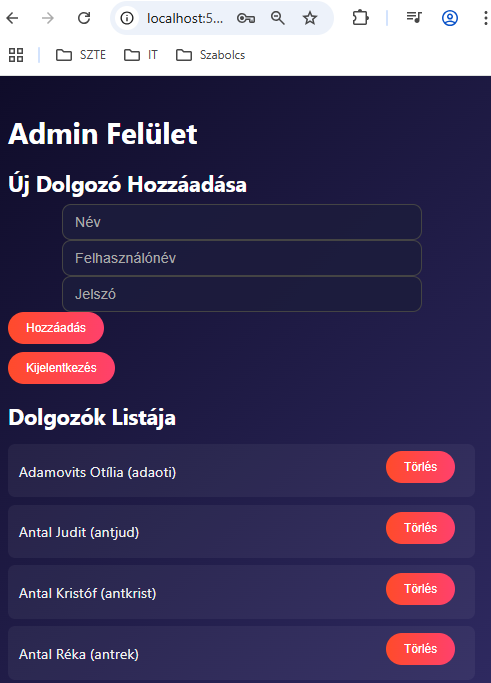 localhost:5...
SZTE IT Szabolcs
Admin Felület
Új Dolgozó Hozzáadása
Név
Felhasználónév
Jelszó
Hozzáadás
Kijelentkezés
Dolgozók Listája
Adamovits Otília (adaoti) Törlés
Antal Judit (antjud) Törlés
Antal Kristóf (antkrist) Törlés
Antal Réka (antrek) Törlés